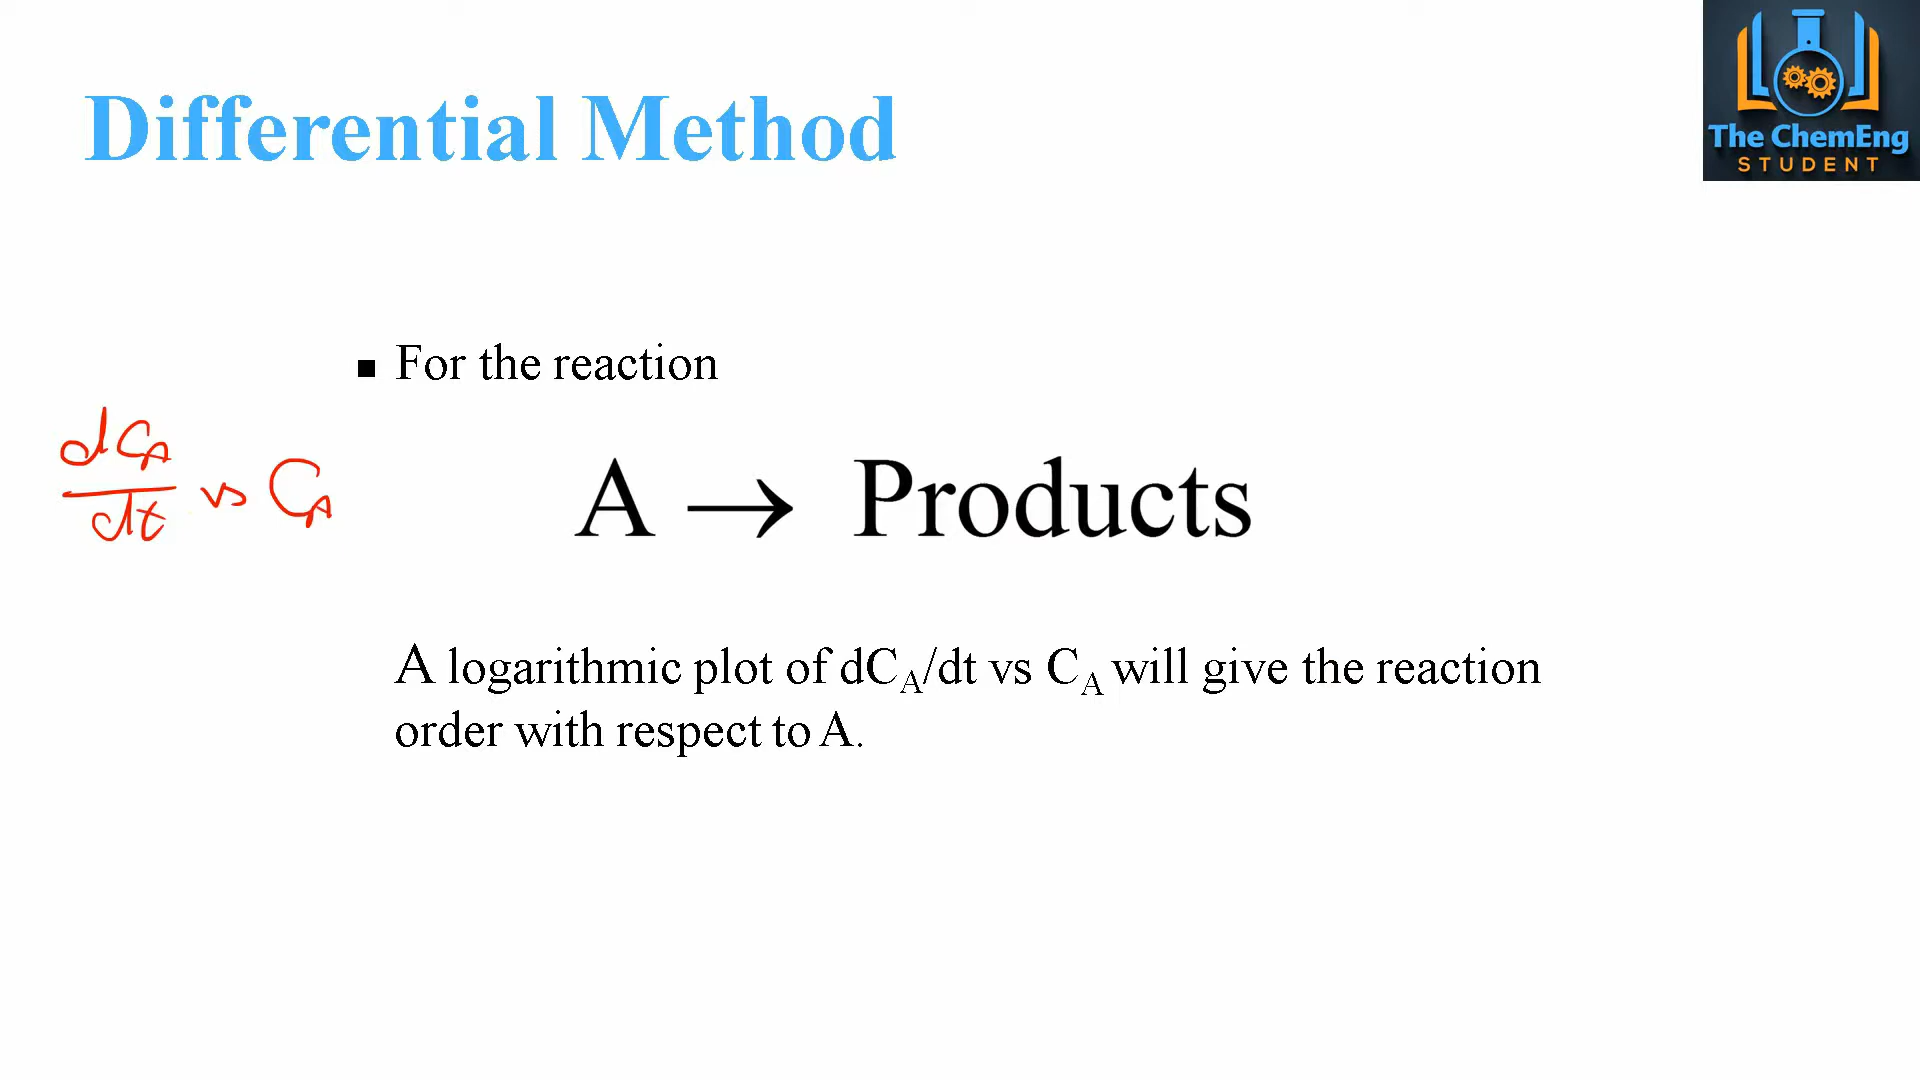 Differential Method
The ChemEng
STUDENT
■ For the reaction
dCA
dt
vs CA
A → Products
A logarithmic plot of dCA/dt vs CA will give the reaction
order with respect to A.